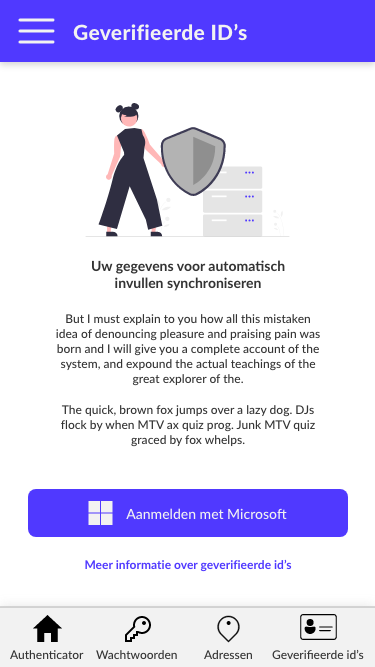 Geverifieerde ID's
Uw gegevens voor automatisch
invullen synchroniseren
But I must explain to you how all this mistaken
idea of denouncing pleasure and praising pain was
born and I will give you a complete account of the
system, and expound the actual teachings of the
great explorer of the.
The quick, brown fox jumps over a lazy dog. DJs
flock by when MTV ax quiz prog. Junk MTV quiz
graced by fox whelps.
Aanmelden met Microsoft
Meer informatie over geverifieerde id's
Authenticator Wachtwoorden Adressen Geverifieerde id's